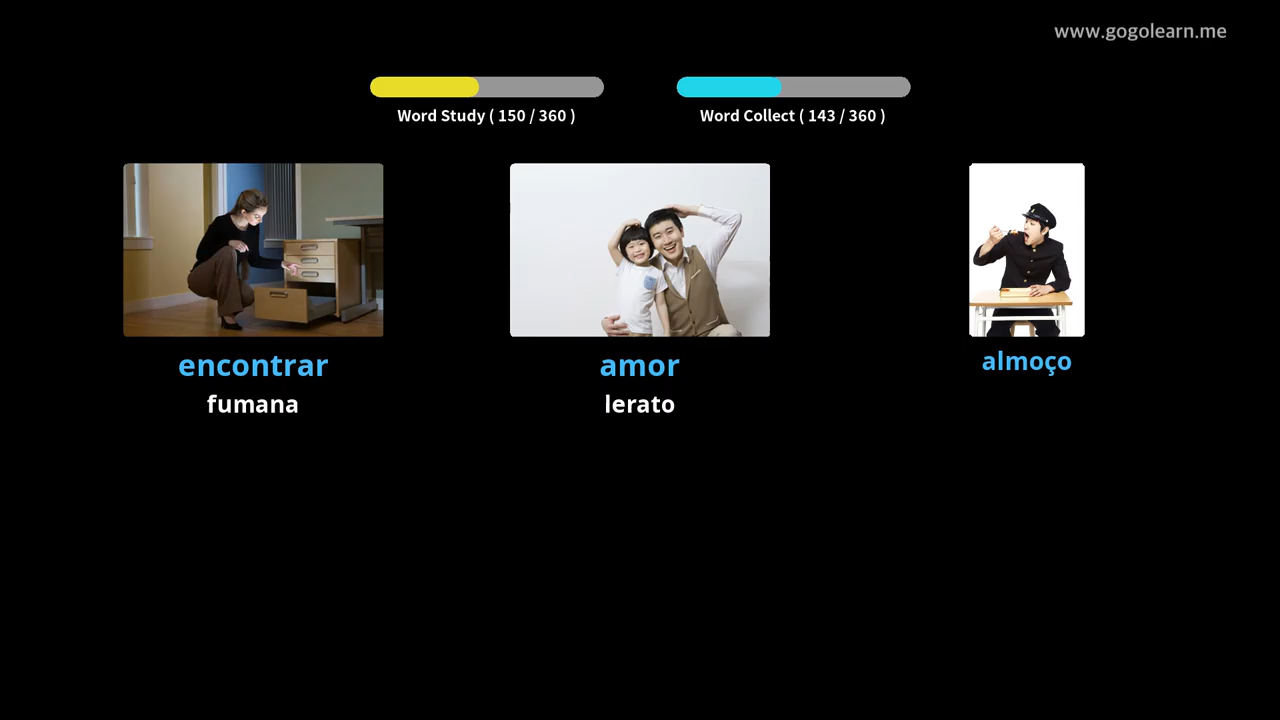 www.gogolearn.me
Word Study ( 150 / 360 )
Word Collect ( 143 / 360 )
encontrar
fumana
amor
lerato
almoço